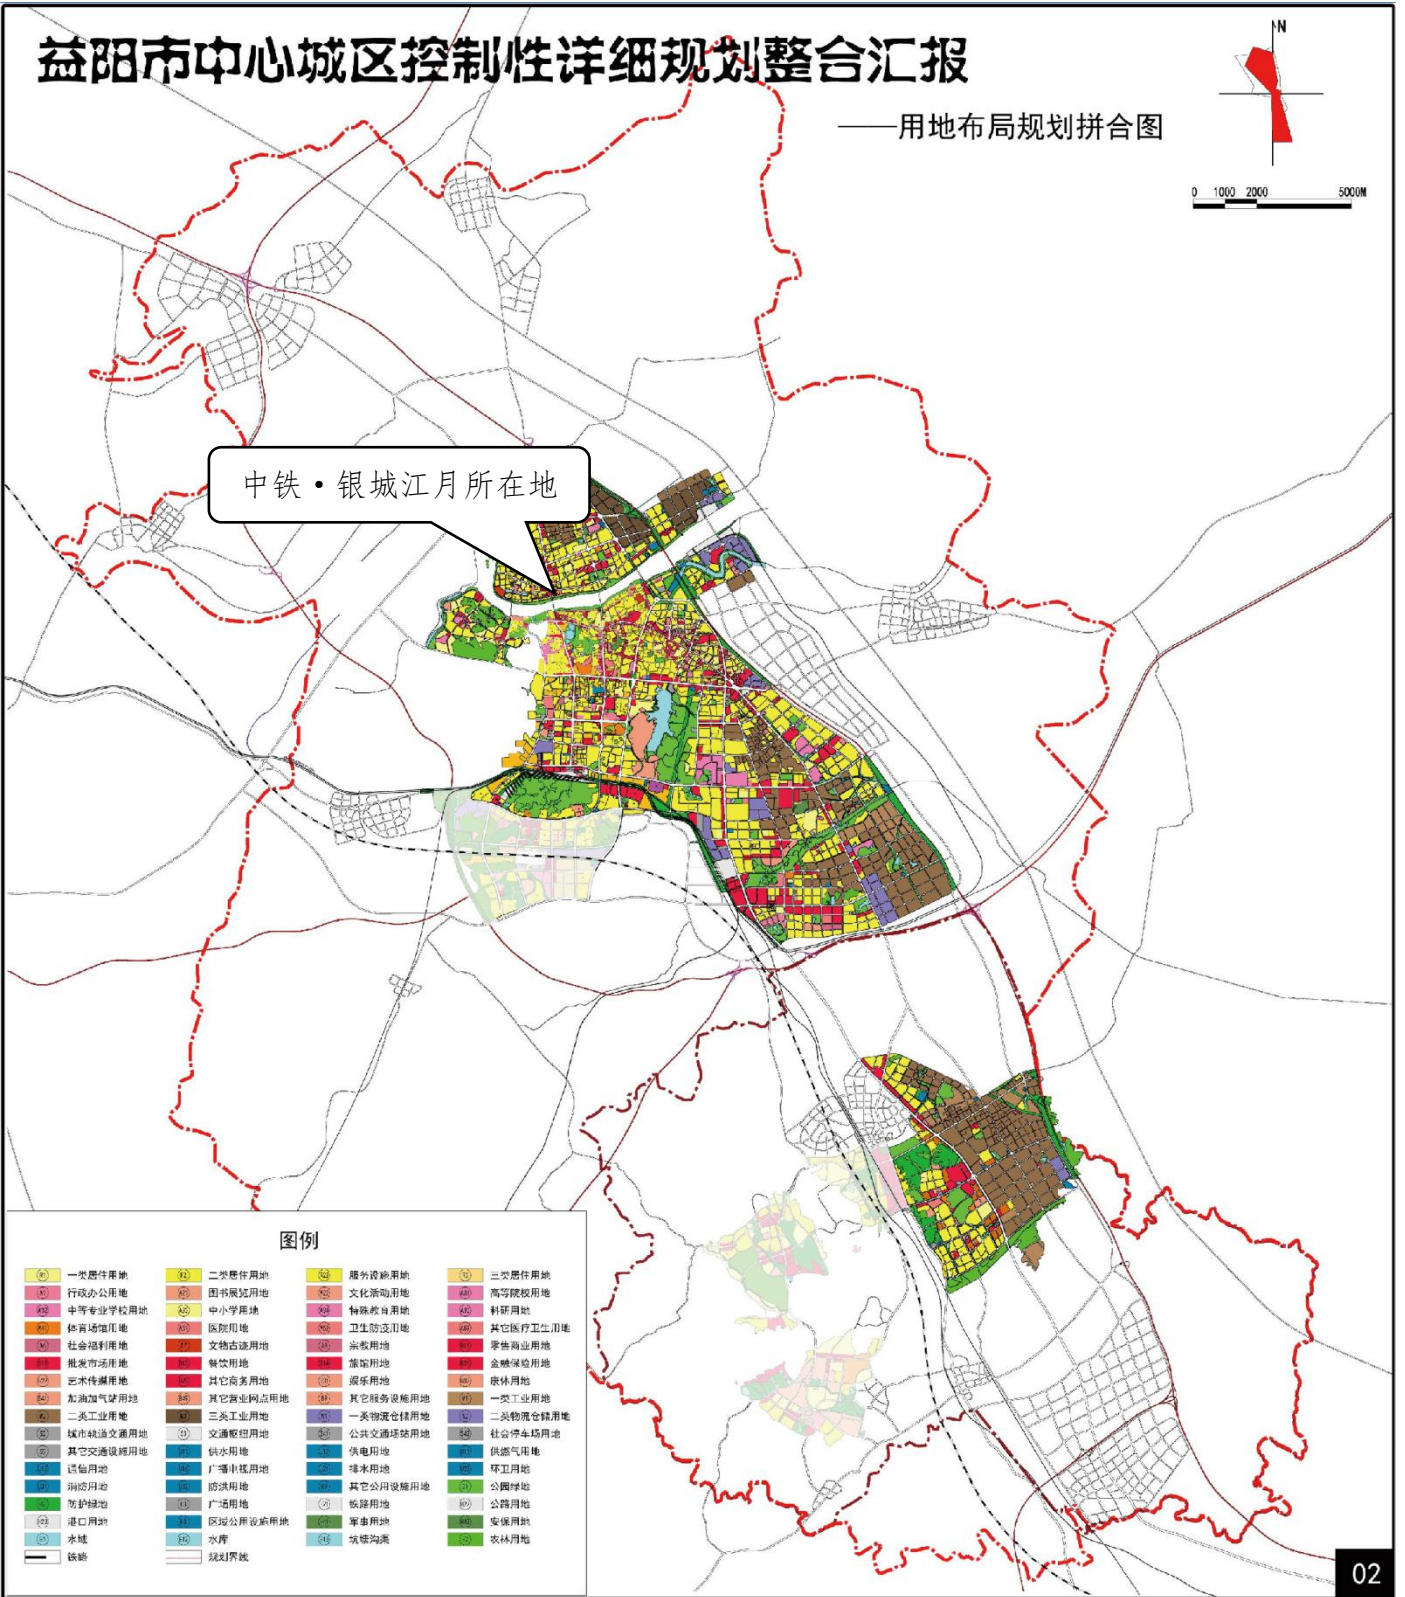 益阳市中心城区控制性详细规划整合汇报
N
——用地布局规划拼合图
0 1000 2000 5000M
中铁•银城江月所在地
图例
一类居住用地 二类居住用地 服务设施用地 三类居住用地
行政办公用地 图书展览用地 文化活动用地 高等院校用地
中等专业学校用地 中小学用地 特殊教育用地 科研用地
体育场馆用地 医院用地 卫生防疫用地 其它医疗卫生用地
社会福利用地 文物古迹用地 宗教用地 零售商业用地
批发市场用地 餐饮用地 旅馆用地 金融保险用地
艺术传媒用地 其它商务用地 娱乐用地 康体用地
加油加气站用地 其它营业网点用地 其它服务设施用地 一类工业用地
二类工业用地 三类工业用地 一类物流仓储用地 二类物流仓储用地
城市轨道交通用地 交通枢纽用地 公共交通场站用地 社会停车场用地
其它交通设施用地 供水用地 供电用地 供燃气用地
通信用地 广播电视用地 排水用地 环卫用地
消防用地 防洪用地 其它公用设施用地 公园绿地
防护绿地 广场用地 铁路用地 公路用地
港口用地 区域公用设施用地 军事用地 安保用地
水域 水库 坑塘沟渠 农林用地
铁路 规划界线
02